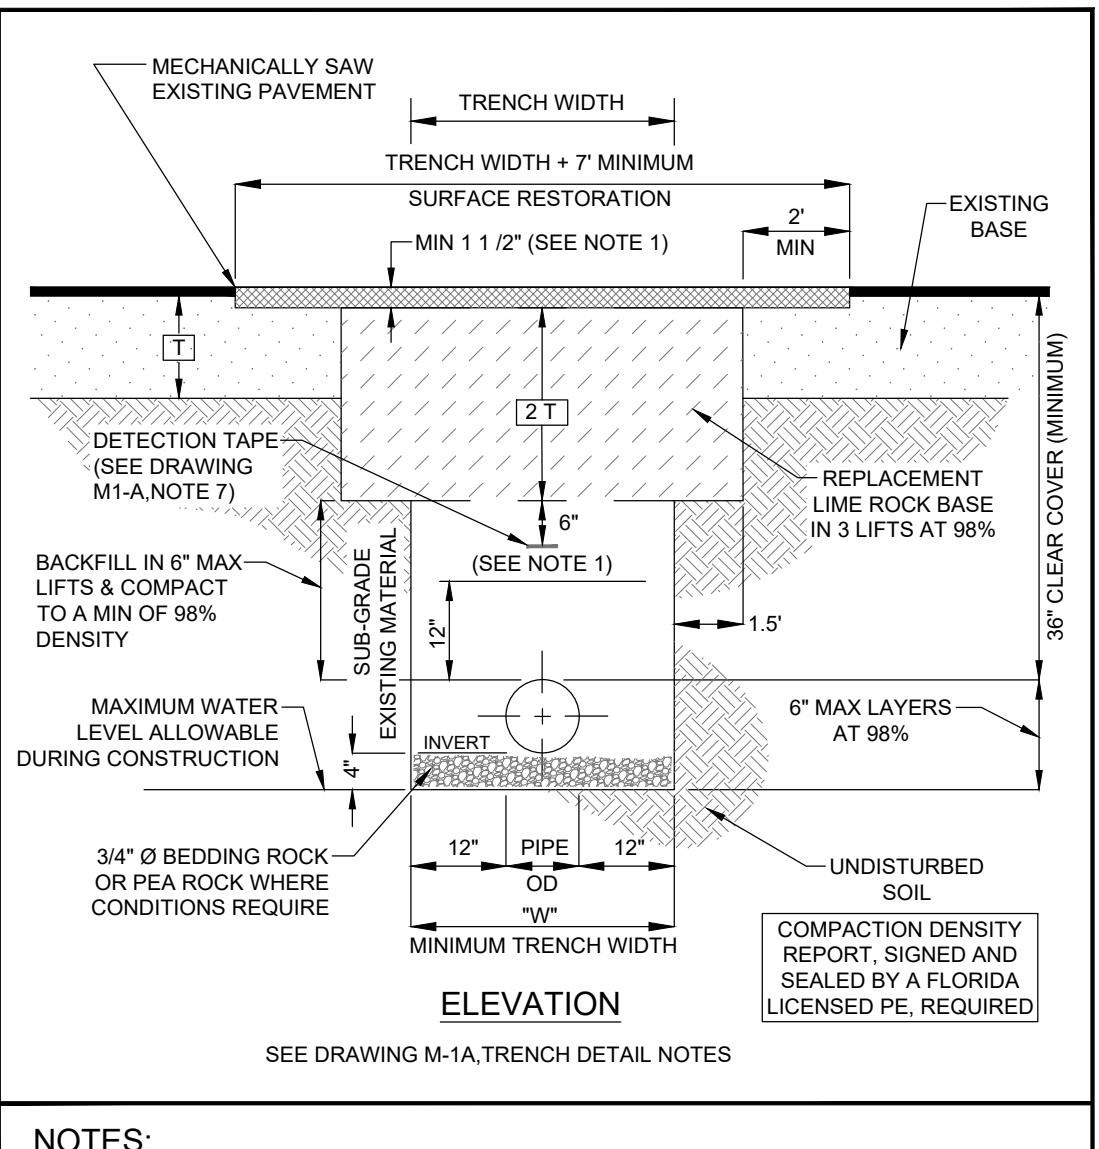 MECHANICALLY SAW
EXISTING PAVEMENT
TRENCH WIDTH
TRENCH WIDTH + 7' MINIMUM
SURFACE RESTORATION
MIN 1 1 /2" (SEE NOTE 1)
2'
MIN
EXISTING
BASE
T
2 T
DETECTION TAPE
(SEE DRAWING
M1-A,NOTE 7)
REPLACEMENT
LIME ROCK BASE
IN 3 LIFTS AT 98%
36" CLEAR COVER (MINIMUM)
6"
(SEE NOTE 1)
BACKFILL IN 6" MAX
LIFTS & COMPACT
TO A MIN OF 98%
DENSITY
SUB-GRADE
EXISTING MATERIAL
12"
1.5'
MAXIMUM WATER
LEVEL ALLOWABLE
DURING CONSTRUCTION
6" MAX LAYERS
AT 98%
INVERT
4"
3/4" Ø BEDDING ROCK
OR PEA ROCK WHERE
CONDITIONS REQUIRE
12"
PIPE
OD
12"
"W"
MINIMUM TRENCH WIDTH
UNDISTURBED
SOIL
COMPACTION DENSITY
REPORT, SIGNED AND
SEALED BY A FLORIDA
LICENSED PE, REQUIRED
ELEVATION
SEE DRAWING M-1A,TRENCH DETAIL NOTES
NOTES: